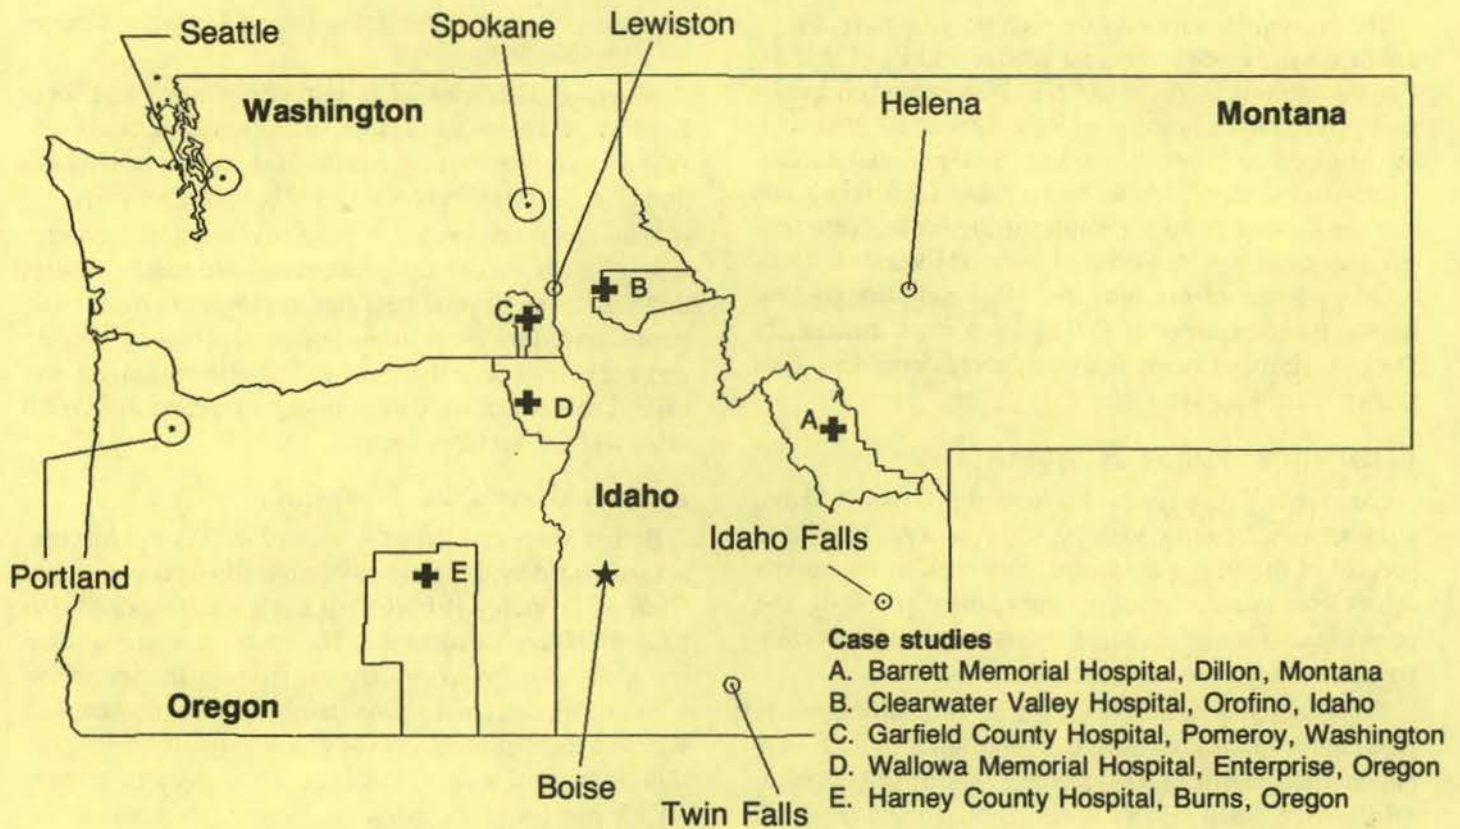 Seattle
Spokane
Lewiston
Washington
Helena
Montana
B
C
D
A
Idaho
Idaho Falls
Portland
E
Oregon
Boise
Twin Falls
Case studies
A. Barrett Memorial Hospital, Dillon, Montana
B. Clearwater Valley Hospital, Orofino, Idaho
C. Garfield County Hospital, Pomeroy, Washington
D. Wallowa Memorial Hospital, Enterprise, Oregon
E. Harney County Hospital, Burns, Oregon